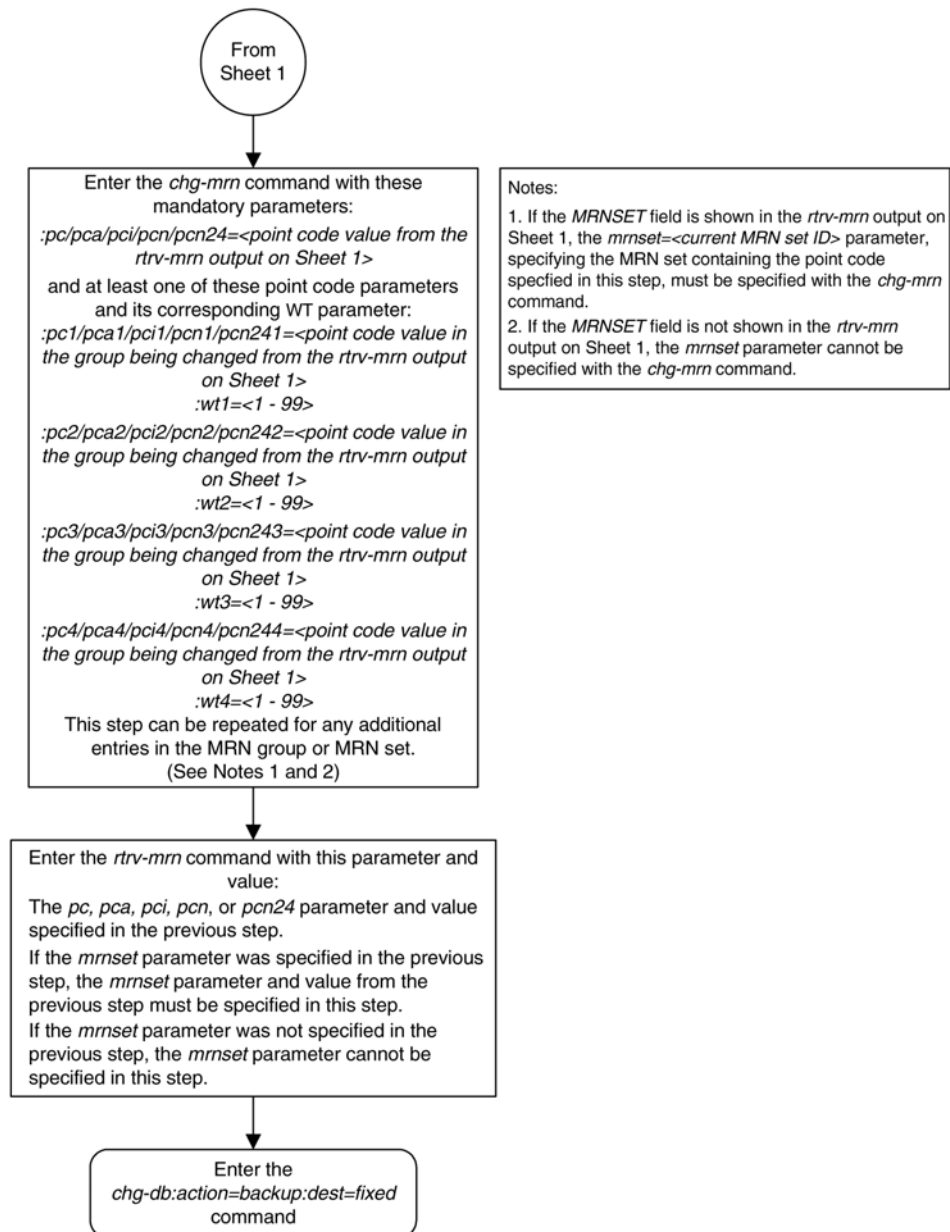 From
Sheet 1
Enter the chg-mrn command with these
mandatory parameters:
:pc/pca/pci/pcn/pcn24=<point code value from the
rtrv-mrn output on Sheet 1>
and at least one of these point code parameters
and its corresponding WT parameter:
:pc1/pca1/pci1/pcn1/pcn241=<point code value in
the group being changed from the rtrv-mrn output
on Sheet 1>
:wt1=<1 - 99>
:pc2/pca2/pci2/pcn2/pcn242=<point code value in
the group being changed from the rtrv-mrn output
on Sheet 1>
:wt2=<1 - 99>
:pc3/pca3/pci3/pcn3/pcn243=<point code value in
the group being changed from the rtrv-mrn output
on Sheet 1>
:wt3=<1 - 99>
:pc4/pca4/pci4/pcn4/pcn244=<point code value in
the group being changed from the rtrv-mrn output
on Sheet 1>
:wt4=<1 - 99>
This step can be repeated for any additional
entries in the MRN group or MRN set.
(See Notes 1 and 2)
Notes:
1. If the MRNSET field is shown in the rtrv-mrn output on
Sheet 1, the mrnset=<current MRN set ID> parameter,
specifying the MRN set containing the point code
specfied in this step, must be specified with the chg-mrn
command.
2. If the MRNSET field is not shown in the rtrv-mrn
output on Sheet 1, the mrnset parameter cannot be
specified with the chg-mrn command.
Enter the rtrv-mrn command with this parameter and
value:
The pc, pca, pci, pcn, or pcn24 parameter and value
specified in the previous step.
If the mrnset parameter was specified in the previous
step, the mrnset parameter and value from the
previous step must be specified in this step.
If the mrnset parameter was not specified in the
previous step, the mrnset parameter cannot be
specified in this step.
Enter the
chg-db:action=backup:dest=fixed
command